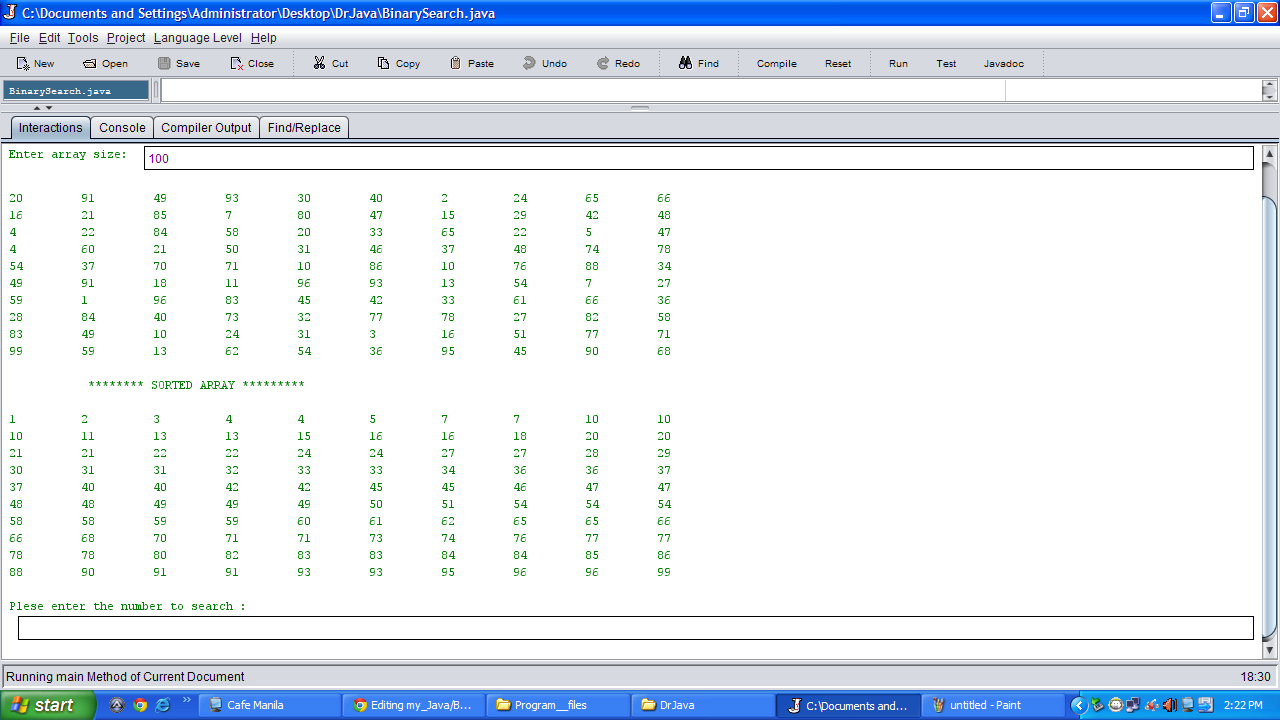 C:\Documents and Settings\Administrator\Desktop\DrJava\BinarySearch.java
File Edit Tools Project Language Level Help
New Open Save Close Cut Copy Paste Undo Redo Find Compile Reset Run Test Javadoc
BinarySearch.java
Interactions Console Compiler Output Find/Replace
Enter array size: 100
20 91 49 93 30 40 2 24 65 66
16 21 85 7 80 47 15 29 42 48
4 22 84 58 20 33 65 22 5 47
4 60 21 50 31 46 37 48 74 78
54 37 70 71 10 86 10 76 88 34
49 91 18 11 96 93 13 54 7 27
59 1 96 83 45 42 33 61 66 36
28 84 40 73 32 77 78 27 82 58
83 49 10 24 31 3 16 51 77 71
99 59 13 62 54 36 95 45 90 68
******** SORTED ARRAY *********
1 2 3 4 4 5 7 7 10 10
10 11 13 13 15 16 16 18 20 20
21 21 22 22 24 24 27 27 28 29
30 31 31 32 33 33 34 36 36 37
37 40 40 42 42 45 45 46 47 47
48 48 49 49 49 50 51 54 54 54
58 58 59 59 60 61 62 65 65 66
66 68 70 71 71 73 74 76 77 77
78 78 80 82 83 83 84 84 85 86
88 90 91 91 93 93 95 96 96 99
Plese enter the number to search :
Running main Method of Current Document 18:30
start Cafe Manila Editing my_Java/B... Program__files DrJava C:\Documents and... untitled - Paint 2:22 PM